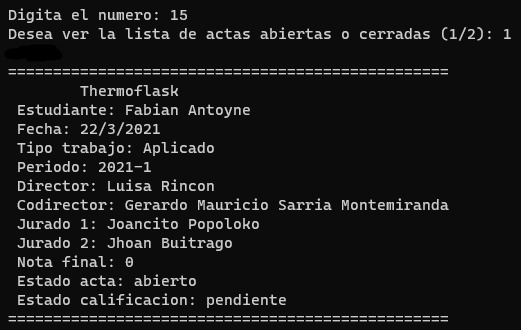 Digita el numero: 15
Desea ver la lista de actas abiertas o cerradas (1/2): 1
=================================================
Thermoflask
Estudiante: Fabian Antoyne
Fecha: 22/3/2021
Tipo trabajo: Aplicado
Periodo: 2021-1
Director: Luisa Rincon
Codirector: Gerardo Mauricio Sarria Montemiranda
Jurado 1: Joancito Popoloko
Jurado 2: Jhoan Buitrago
Nota final: 0
Estado acta: abierto
Estado calificacion: pendiente
=================================================